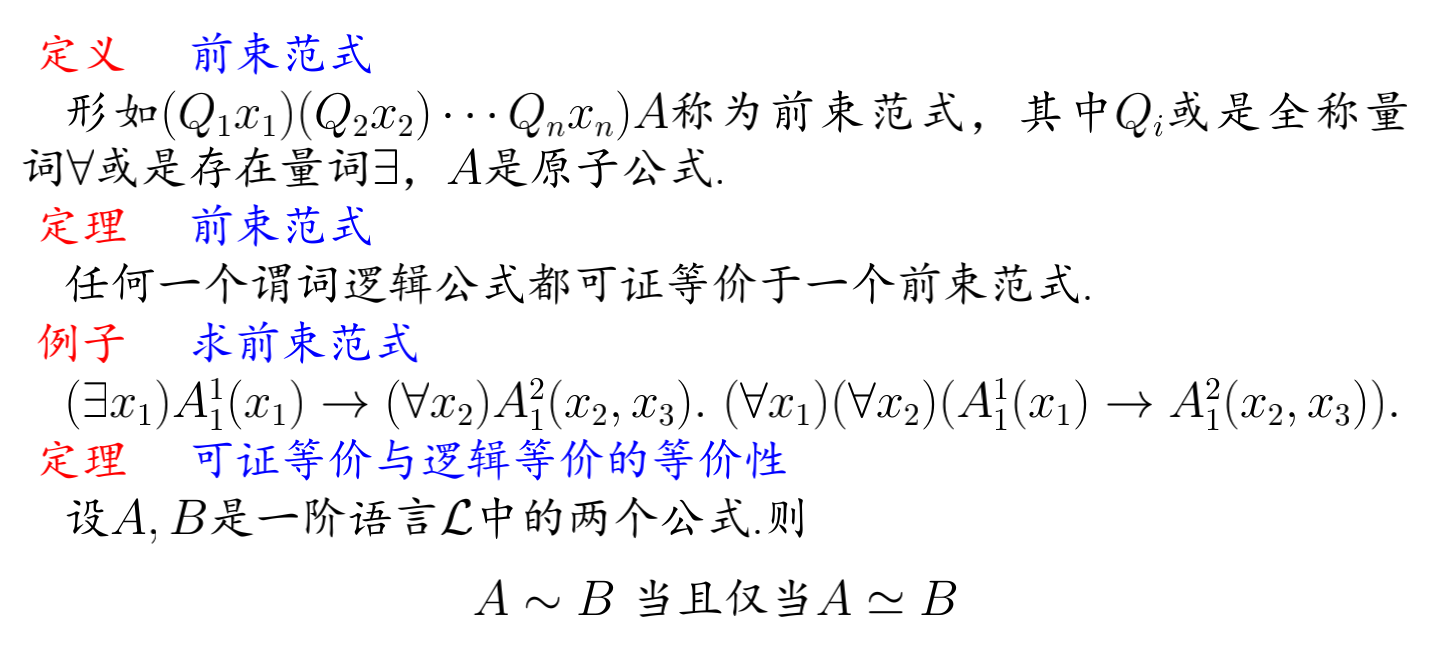 定义 前束范式
形如$(Q_1x_1)(Q_2x_2)\cdots Q_nx_n)A$称为前束范式，其中$Q_i$或是全称量
词$\forall$或是存在量词$\exists$，$A$是原子公式.
定理 前束范式
任何一个谓词逻辑公式都可证等价于一个前束范式.
例子 求前束范式
$(\exists x_1)A_1^1(x_1) \to (\forall x_2)A_1^2(x_2, x_3)$. $(\forall x_1)(\forall x_2)(A_1^1(x_1) \to A_1^2(x_2, x_3))$.
定理 可证等价与逻辑等价的等价性
设$A, B$是一阶语言$\mathcal{L}$中的两个公式.则
$A \sim B$ 当且仅当$A \simeq B$